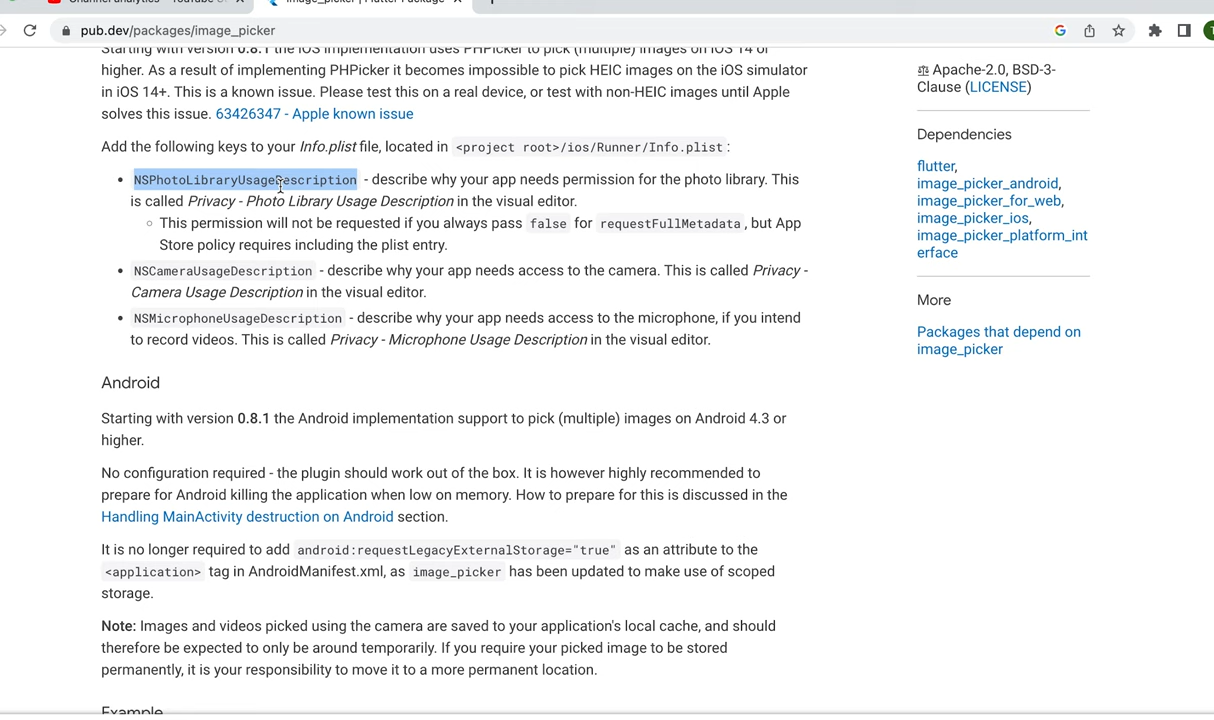 Channel analytics - YouTube
image_picker | Flutter Package
pub.dev/packages/image_picker
Starting with version 0.8.1 the iOS implementation uses PHPicker to pick (multiple) images on iOS 14 or
higher. As a result of implementing PHPicker it becomes impossible to pick HEIC images on the iOS simulator
in iOS 14+. This is a known issue. Please test this on a real device, or test with non-HEIC images until Apple
solves this issue. 63426347 - Apple known issue
Add the following keys to your Info.plist file, located in <project root>/ios/Runner/Info.plist :
• NSPhotoLibraryUsageDescription - describe why your app needs permission for the photo library. This
is called Privacy - Photo Library Usage Description in the visual editor.
◦ This permission will not be requested if you always pass false for requestFullMetadata, but App
Store policy requires including the plist entry.
• NSCameraUsageDescription - describe why your app needs access to the camera. This is called Privacy -
Camera Usage Description in the visual editor.
• NSMicrophoneUsageDescription - describe why your app needs access to the microphone, if you intend
to record videos. This is called Privacy - Microphone Usage Description in the visual editor.
Android
Starting with version 0.8.1 the Android implementation support to pick (multiple) images on Android 4.3 or
higher.
No configuration required - the plugin should work out of the box. It is however highly recommended to
prepare for Android killing the application when low on memory. How to prepare for this is discussed in the
Handling MainActivity destruction on Android section.
It is no longer required to add android:requestLegacyExternalStorage="true" as an attribute to the
<application> tag in AndroidManifest.xml, as image_picker has been updated to make use of scoped
storage.
Note: Images and videos picked using the camera are saved to your application's local cache, and should
therefore be expected to only be around temporarily. If you require your picked image to be stored
permanently, it is your responsibility to move it to a more permanent location.
Example
Apache-2.0, BSD-3-
Clause (LICENSE)
Dependencies
flutter,
image_picker_android,
image_picker_for_web,
image_picker_ios,
image_picker_platform_int
erface
More
Packages that depend on
image_picker